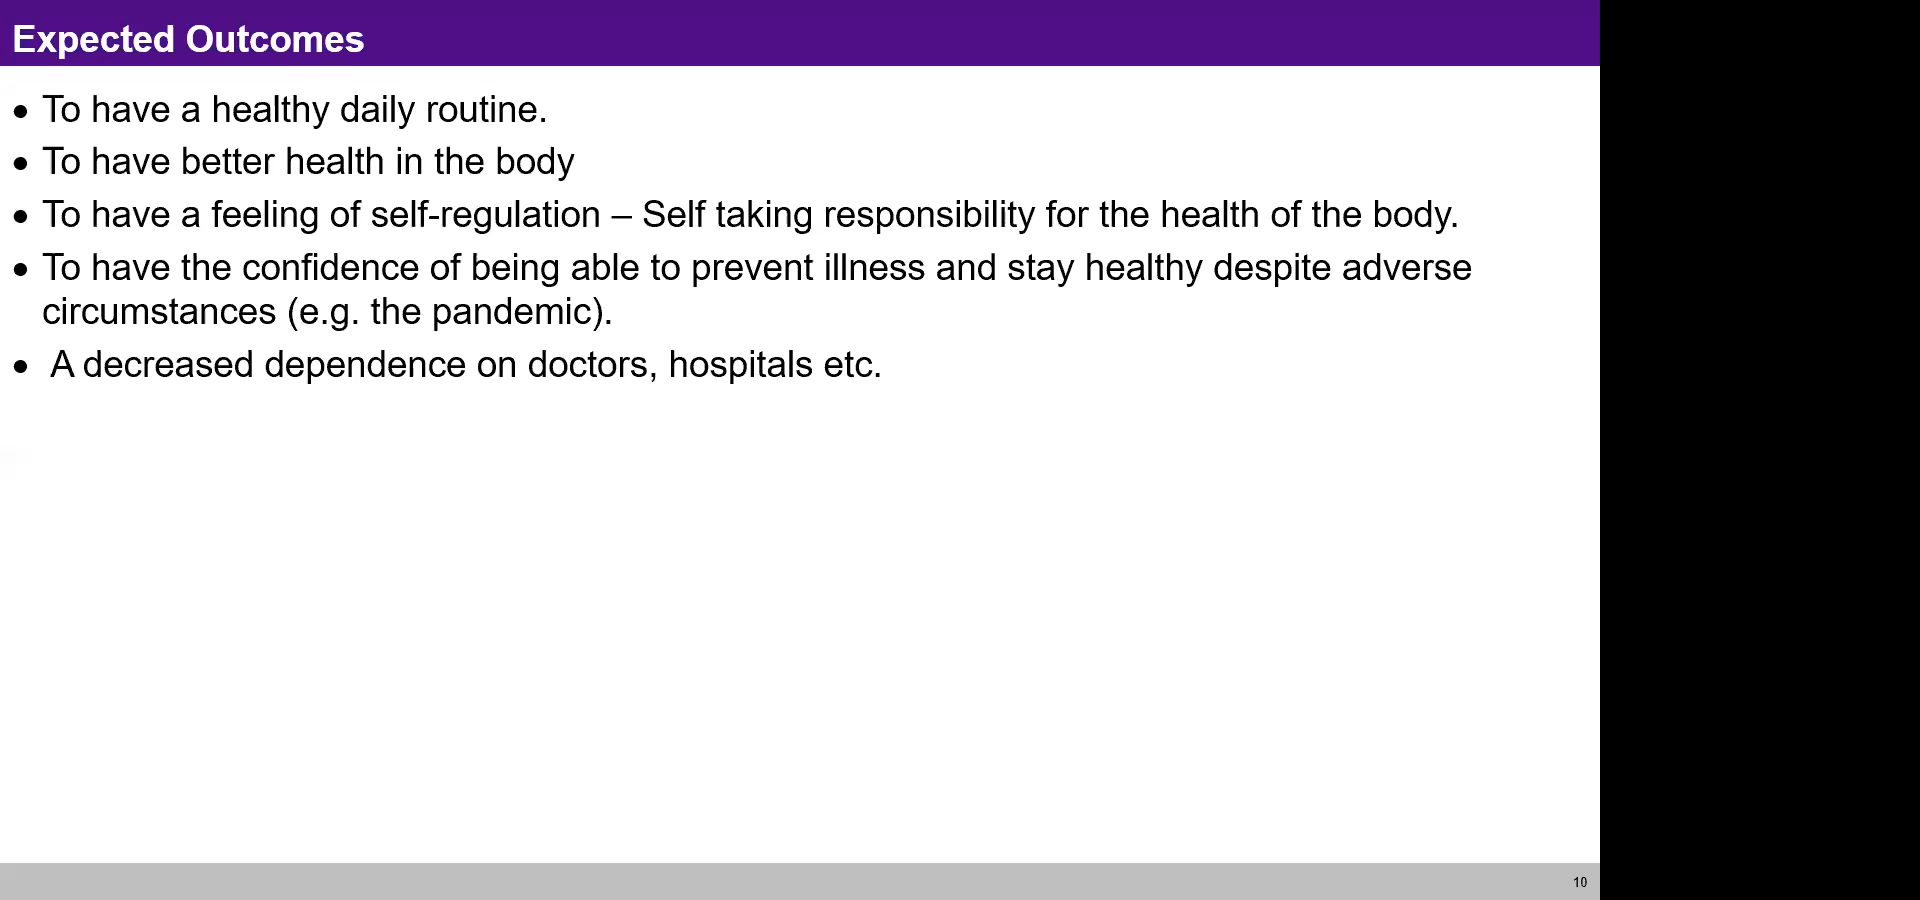 Expected Outcomes
• To have a healthy daily routine.
• To have better health in the body
• To have a feeling of self-regulation – Self taking responsibility for the health of the body.
• To have the confidence of being able to prevent illness and stay healthy despite adverse
circumstances (e.g. the pandemic).
• A decreased dependence on doctors, hospitals etc.
10